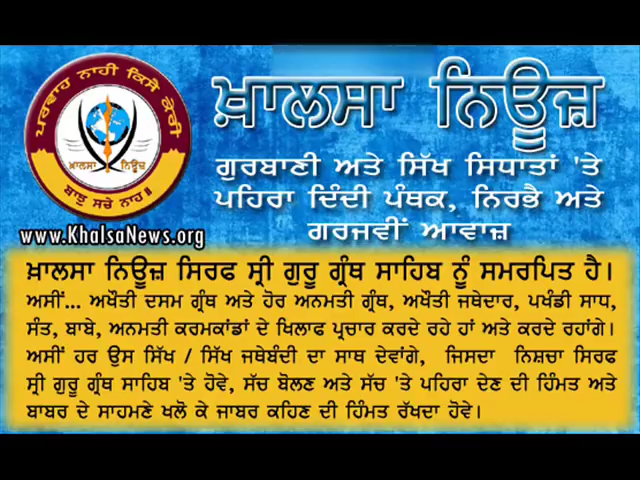 ਪਰਵਾਹ ਨਾਹੀ ਕਿਸੈ ਕੇਰੀ
ਖ਼ਾਲਸਾ ਨਿਊਜ਼
ਬਾਝੁ ਸਚੇ ਨਾਹ॥
www.KhalsaNews.org
ਖ਼ਾਲਸਾ ਨਿਊਜ਼
ਗੁਰਬਾਣੀ ਅਤੇ ਸਿੱਖ ਸਿਧਾਤਾਂ 'ਤੇ
ਪਹਿਰਾ ਦਿੰਦੀ ਪੰਥਕ, ਨਿਰਭੈ ਅਤੇ
ਗਰਜਵੀਂ ਆਵਾਜ਼
ਖ਼ਾਲਸਾ ਨਿਊਜ਼ ਸਿਰਫ ਸ੍ਰੀ ਗੁਰੂ ਗ੍ਰੰਥ ਸਾਹਿਬ ਨੂੰ ਸਮਰਪਿਤ ਹੈ।
ਅਸੀਂ... ਅਖੌਤੀ ਦਸਮ ਗ੍ਰੰਥ ਅਤੇ ਹੋਰ ਅਨਮਤੀ ਗ੍ਰੰਥ, ਅਖੌਤੀ ਜਥੇਦਾਰ, ਪਖੰਡੀ ਸਾਧ,
ਸੰਤ, ਬਾਬੇ, ਅਨਮਤੀ ਕਰਮਕਾਂਡਾਂ ਦੇ ਖਿਲਾਫ ਪ੍ਰਚਾਰ ਕਰਦੇ ਰਹੇ ਹਾਂ ਅਤੇ ਕਰਦੇ ਰਹਾਂਗੇ।
ਅਸੀਂ ਹਰ ਉਸ ਸਿੱਖ / ਸਿੱਖ ਜਥੇਬੰਦੀ ਦਾ ਸਾਥ ਦੇਵਾਂਗੇ, ਜਿਸਦਾ ਨਿਸ਼ਚਾ ਸਿਰਫ
ਸ੍ਰੀ ਗੁਰੂ ਗ੍ਰੰਥ ਸਾਹਿਬ 'ਤੇ ਹੋਵੇ, ਸੱਚ ਬੋਲਣ ਅਤੇ ਸੱਚ 'ਤੇ ਪਹਿਰਾ ਦੇਣ ਦੀ ਹਿੰਮਤ ਅਤੇ
ਬਾਬਰ ਦੇ ਸਾਹਮਣੇ ਖਲੋ ਕੇ ਜਾਬਰ ਕਹਿਣ ਦੀ ਹਿੰਮਤ ਰੱਖਦਾ ਹੋਵੇ।